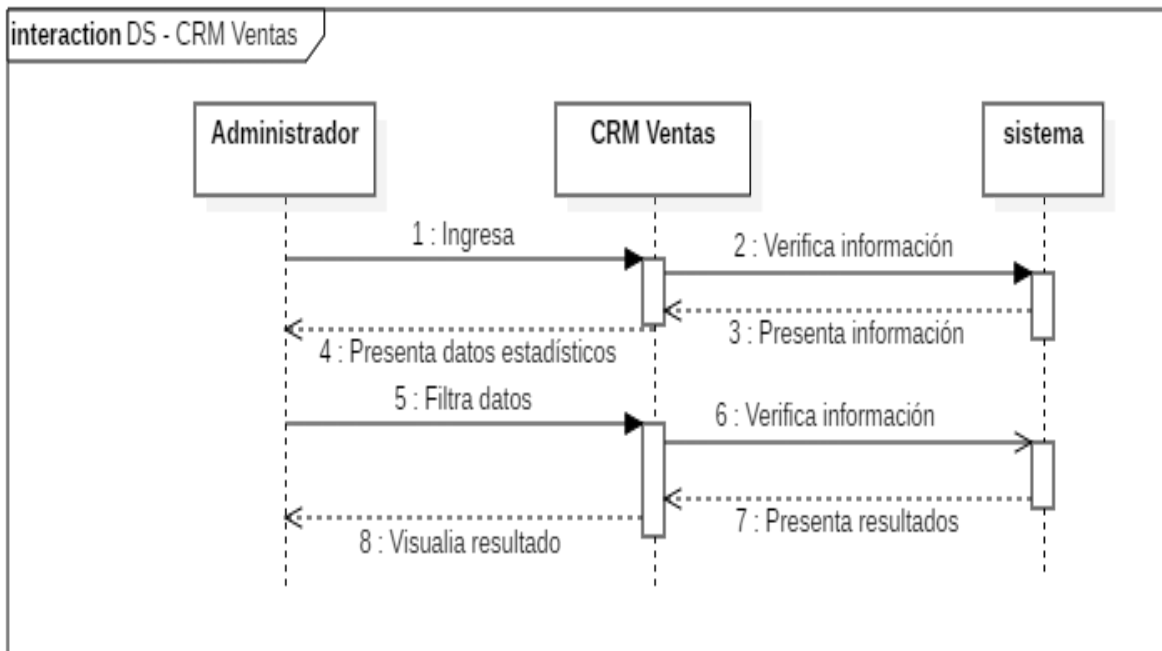 interaction DS - CRM Ventas
Administrador
CRM Ventas
sistema
1 : Ingresa
2 : Verifica información
3 : Presenta información
4 : Presenta datos estadísticos
5 : Filtra datos
6 : Verifica información
7 : Presenta resultados
8 : Visualia resultado